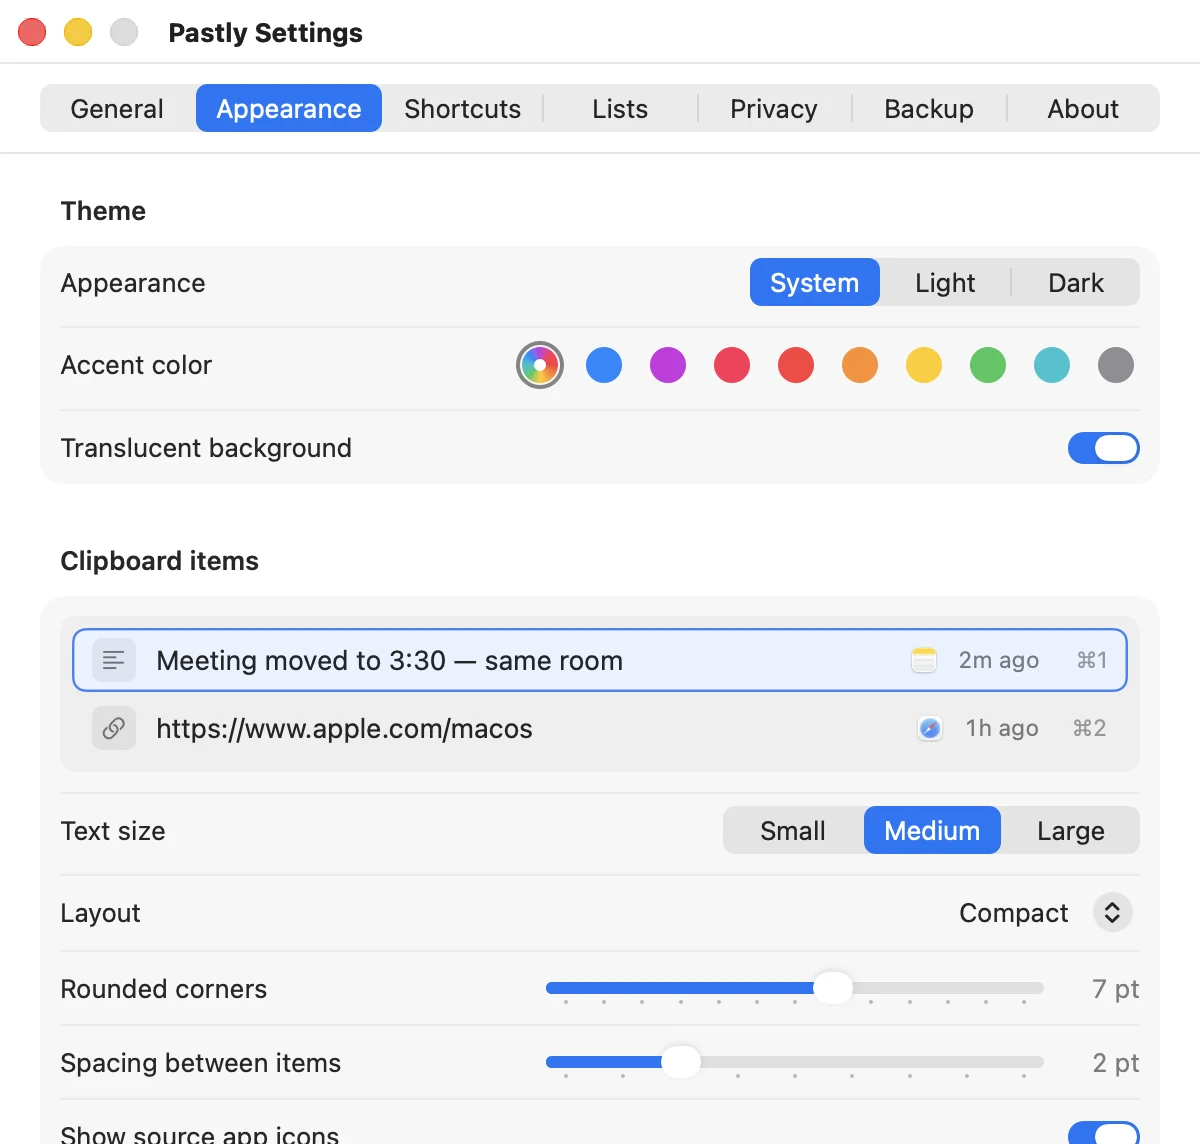 Pastly Settings
General Appearance Shortcuts Lists Privacy Backup About
Theme
Appearance System Light Dark
Accent color
Translucent background
Clipboard items
Meeting moved to 3:30 — same room 2m ago ⌘1
https://www.apple.com/macos 1h ago ⌘2
Text size Small Medium Large
Layout Compact
Rounded corners 7 pt
Spacing between items 2 pt
Show source app icons